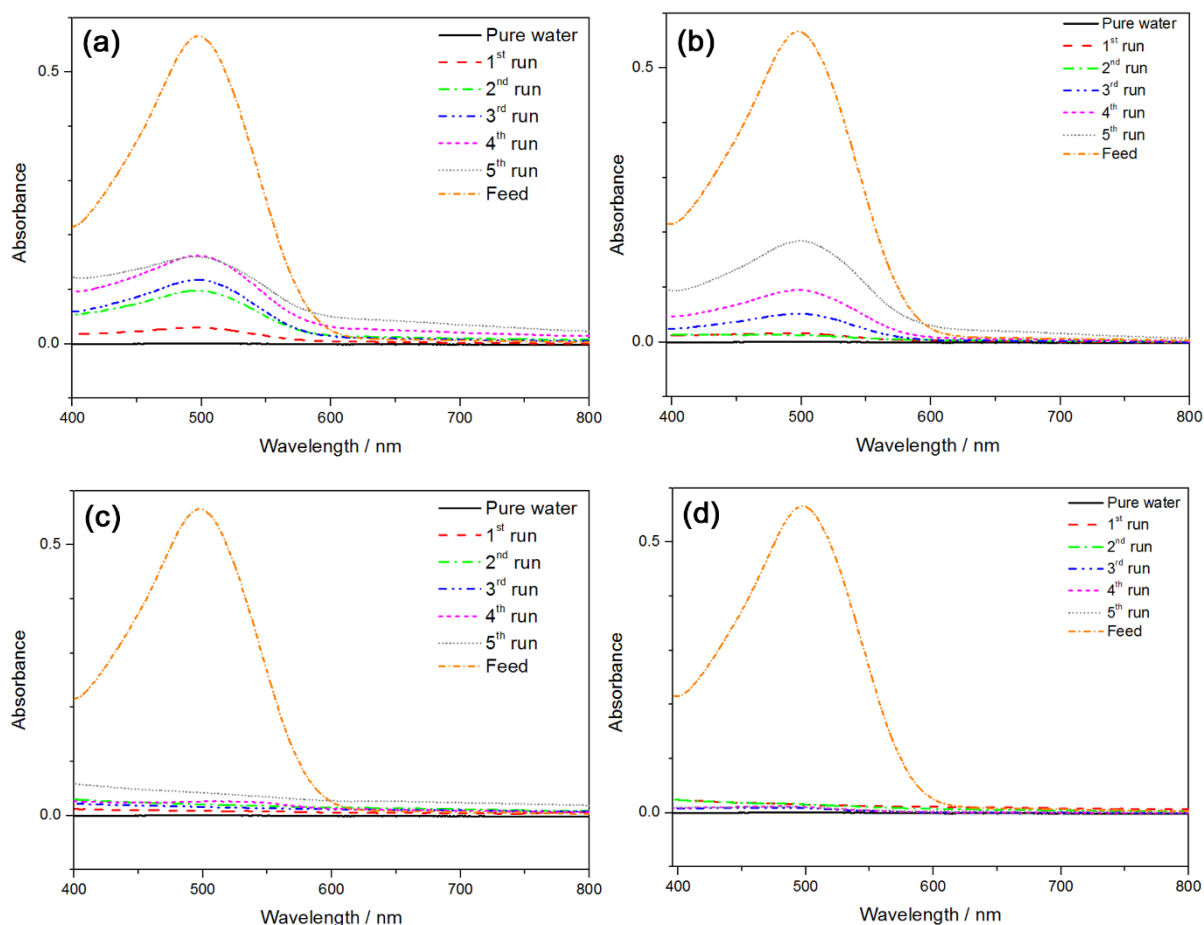 (a)
Pure water
1st run
2nd run
3rd run
4th run
5th run
Feed
0.5
0.0
Absorbance
400 500 600 700 800
Wavelength / nm
(b)
Pure water
1st run
2nd run
3rd run
4th run
5th run
Feed
0.5
0.0
Absorbance
400 500 600 700 800
Wavelength / nm
(c)
Pure water
1st run
2nd run
3rd run
4th run
5th run
Feed
0.5
0.0
Absorbance
400 500 600 700 800
Wavelength / nm
(d)
Pure water
1st run
2nd run
3rd run
4th run
5th run
Feed
0.5
0.0
Absorbance
400 500 600 700 800
Wavelength / nm